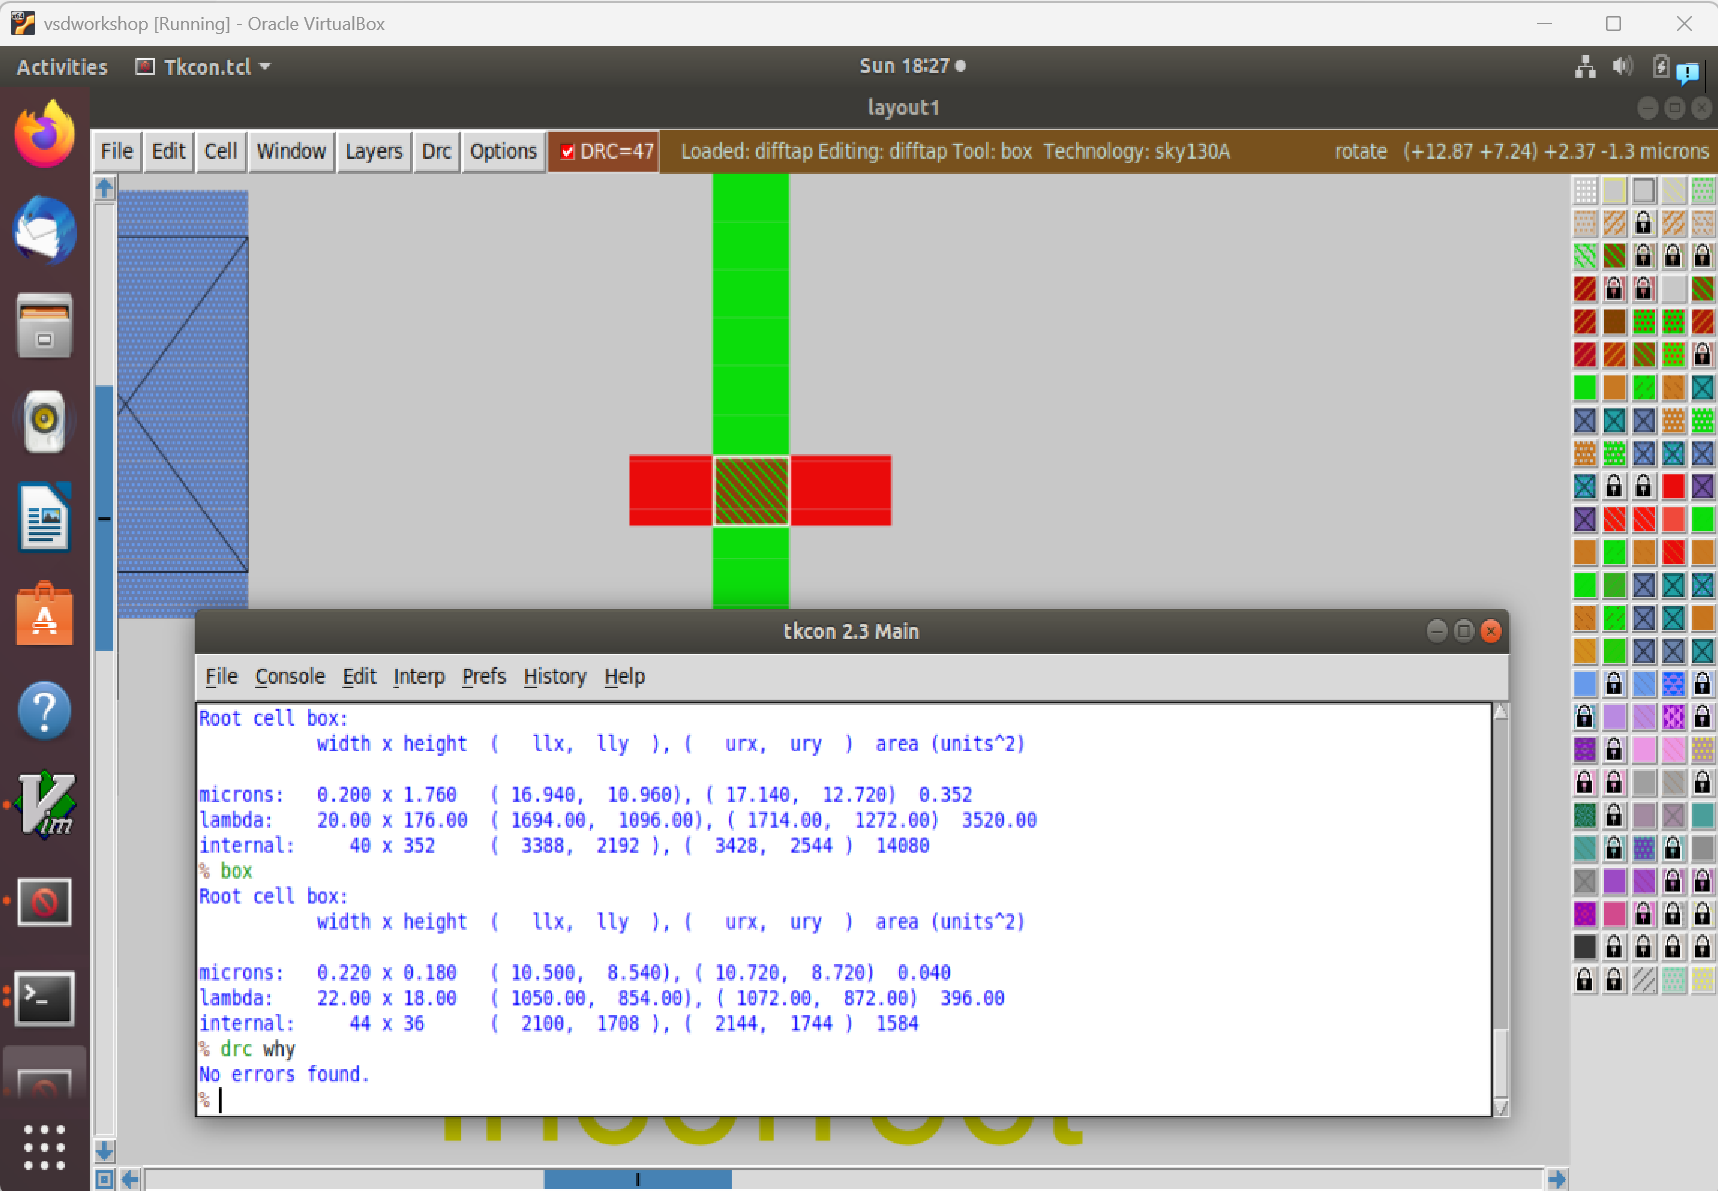 vsdworkshop [Running] - Oracle VirtualBox
Activities Tkcon.tcl Sun 18:27
layout1
File Edit Cell Window Layers Drc Options DRC=47 Loaded: difftap Editing: difftap Tool: box Technology: sky130A rotate (+12.87 +7.24) +2.37 -1.3 microns
tkcon 2.3 Main
File Console Edit Interp Prefs History Help
Root cell box:
width x height ( llx, lly ), ( urx, ury ) area (units^2)
microns: 0.200 x 1.760 ( 16.940, 10.960), ( 17.140, 12.720) 0.352
lambda: 20.00 x 176.00 ( 1694.00, 1096.00), ( 1714.00, 1272.00) 3520.00
internal: 40 x 352 ( 3388, 2192 ), ( 3428, 2544 ) 14080
% box
Root cell box:
width x height ( llx, lly ), ( urx, ury ) area (units^2)
microns: 0.220 x 0.180 ( 10.500, 8.540), ( 10.720, 8.720) 0.040
lambda: 22.00 x 18.00 ( 1050.00, 854.00), ( 1072.00, 872.00) 396.00
internal: 44 x 36 ( 2100, 1708 ), ( 2144, 1744 ) 1584
% drc why
No errors found.
%